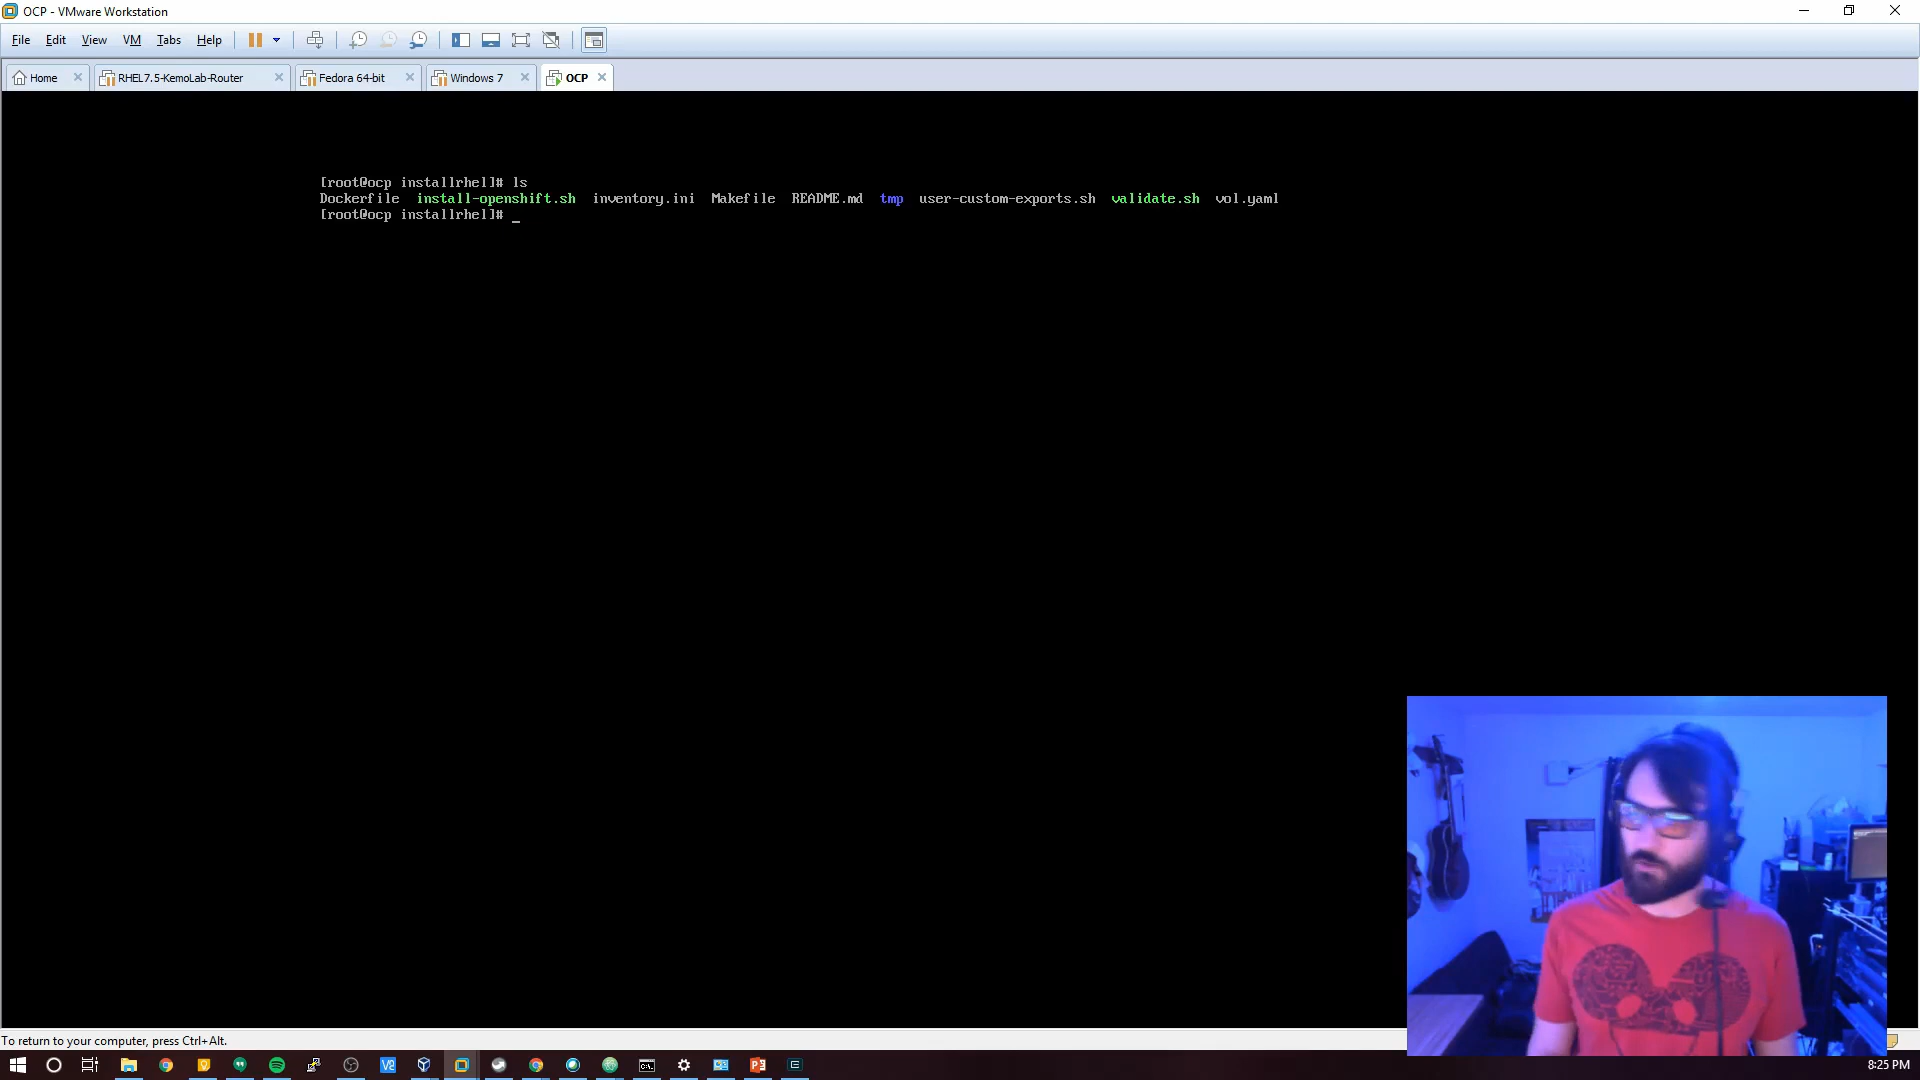 OCP - VMware Workstation
File Edit View VM Tabs Help
Home RHEL7.5-KemoLab-Router Fedora 64-bit Windows 7 OCP
[root@ocp installrhel]# ls
Dockerfile install-openshift.sh inventory.ini Makefile README.md tmp user-custom-exports.sh validate.sh vol.yaml
[root@ocp installrhel]# _
To return to your computer, press Ctrl+Alt.
8:25 PM